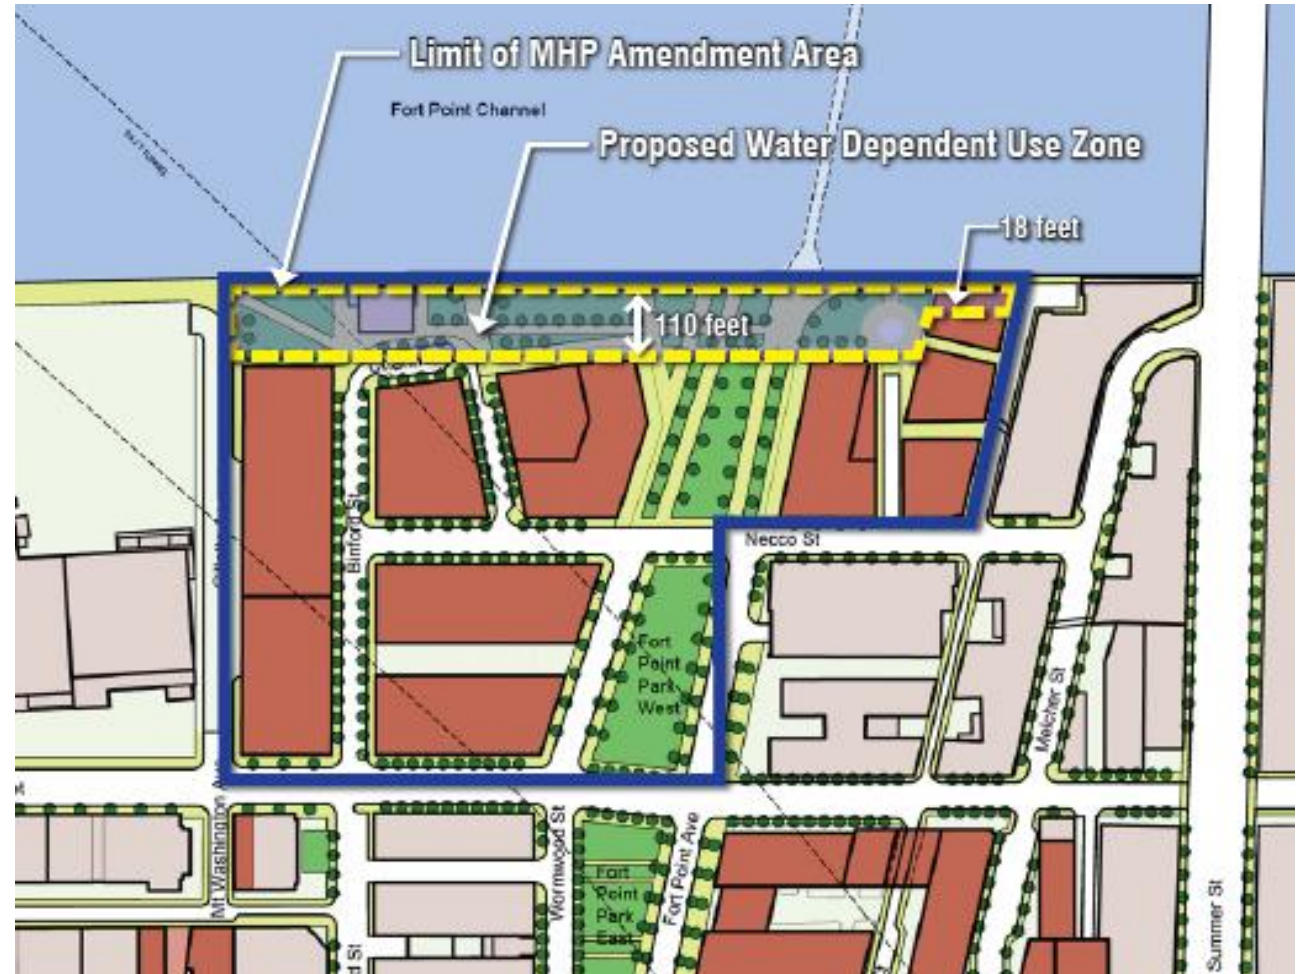 Limit of MHP Amendment Area
Fort Point Channel
Proposed Water Dependent Use Zone
18 feet
110 feet
Binford St
Necco St
Fort
Point
Park
West
Melcher St
Mt Washington Ave
Wormwood St
Fort Point Ave
Fort
Point
Park
East
Summer St
d St